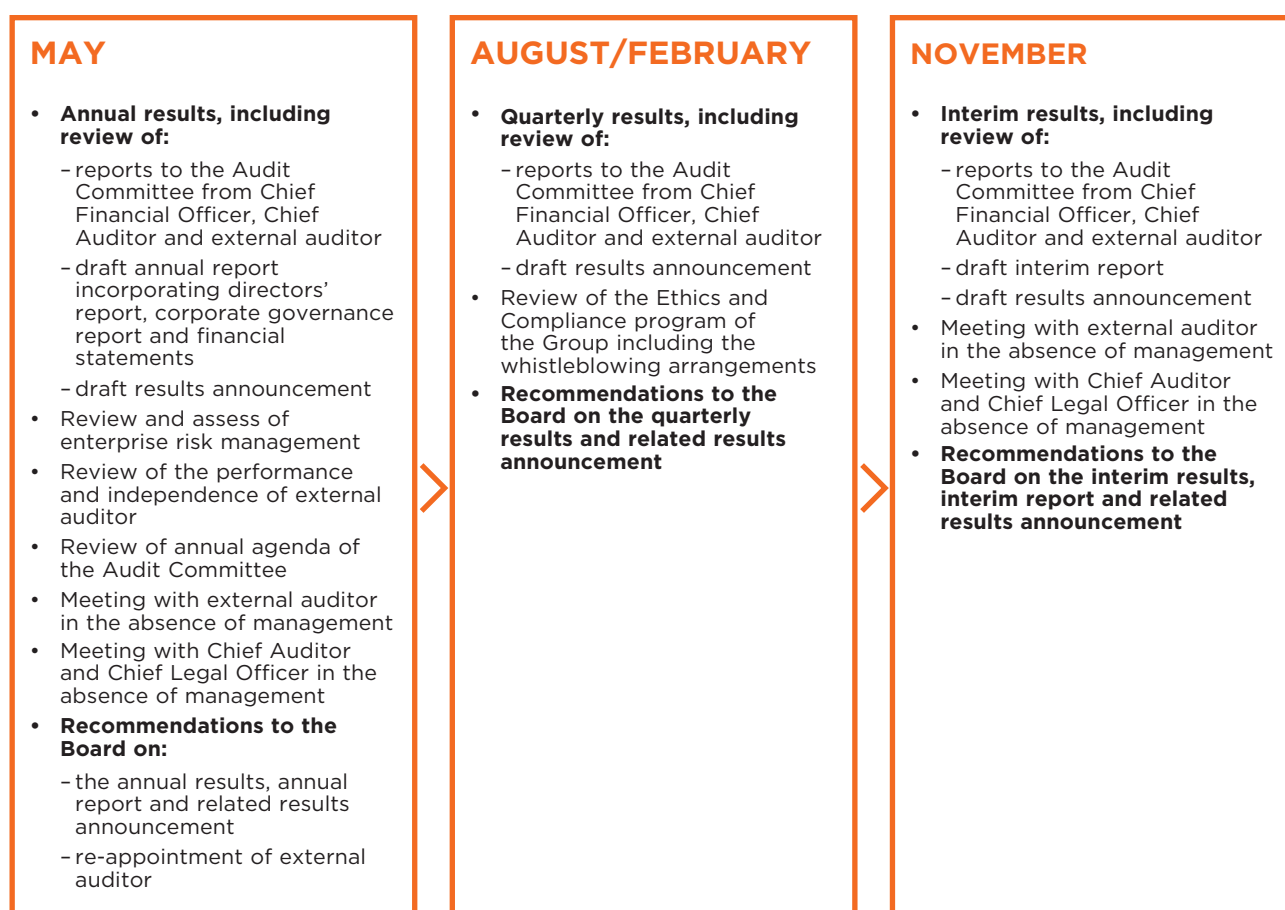 MAY
• Annual results, including
review of:
– reports to the Audit
Committee from Chief
Financial Officer, Chief
Auditor and external auditor
– draft annual report
incorporating directors’
report, corporate governance
report and financial
statements
– draft results announcement
• Review and assess of
enterprise risk management
• Review of the performance
and independence of external
auditor
• Review of annual agenda of
the Audit Committee
• Meeting with external auditor
in the absence of management
• Meeting with Chief Auditor
and Chief Legal Officer in the
absence of management
• Recommendations to the
Board on:
– the annual results, annual
report and related results
announcement
– re-appointment of external
auditor
AUGUST/FEBRUARY
• Quarterly results, including
review of:
– reports to the Audit
Committee from Chief
Financial Officer, Chief
Auditor and external auditor
– draft results announcement
• Review of the Ethics and
Compliance program of
the Group including the
whistleblowing arrangements
• Recommendations to the
Board on the quarterly
results and related results
announcement
NOVEMBER
• Interim results, including
review of:
– reports to the Audit
Committee from Chief
Financial Officer, Chief
Auditor and external auditor
– draft interim report
– draft results announcement
• Meeting with external auditor
in the absence of management
• Meeting with Chief Auditor
and Chief Legal Officer in the
absence of management
• Recommendations to the
Board on the interim results,
interim report and related
results announcement